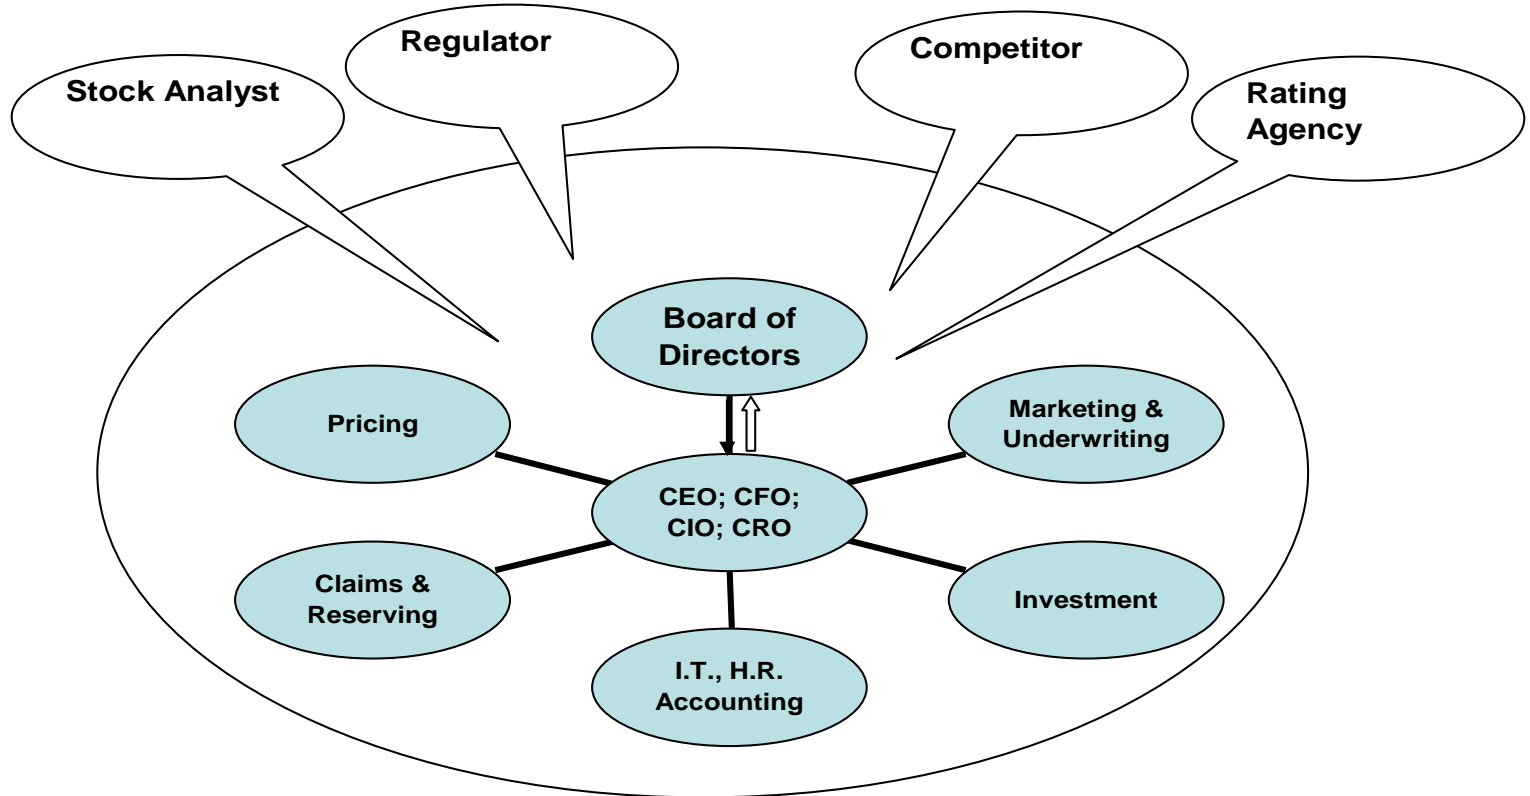 Regulator
Competitor
Stock Analyst
Rating
Agency
Board of
Directors
Pricing
Marketing &
Underwriting
CEO; CFO;
CIO; CRO
Claims &
Reserving
Investment
I.T., H.R.
Accounting